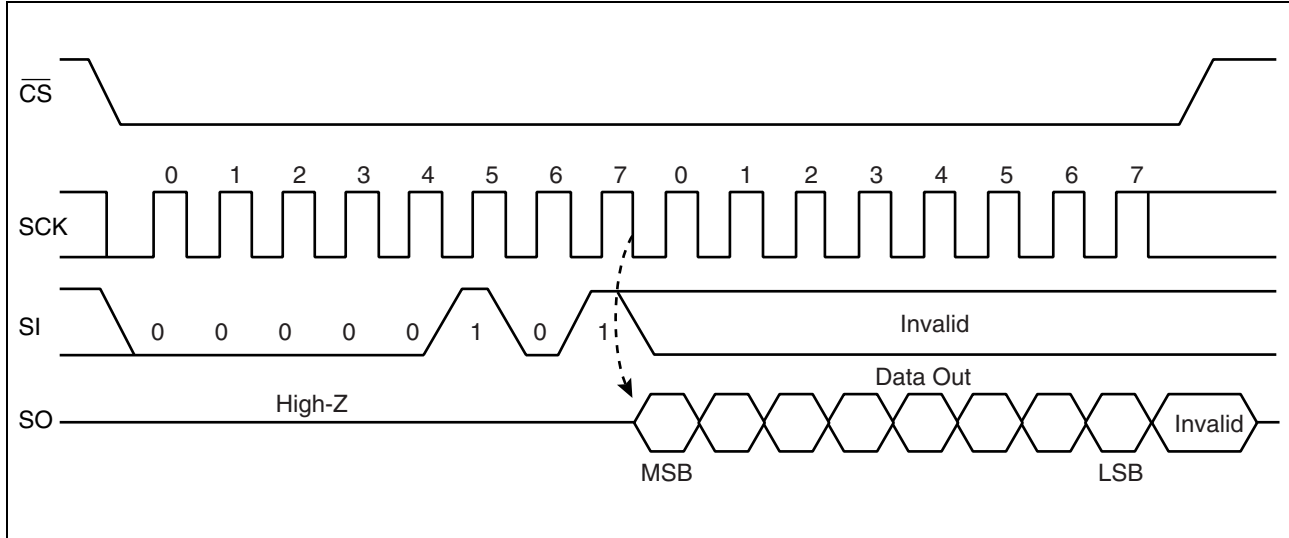 C̅S̅
0 1 2 3 4 5 6 7 0 1 2 3 4 5 6 7
SCK
SI
0 0 0 0 0 1 0 1
Invalid
Data Out
High-Z
SO
Invalid
MSB
LSB